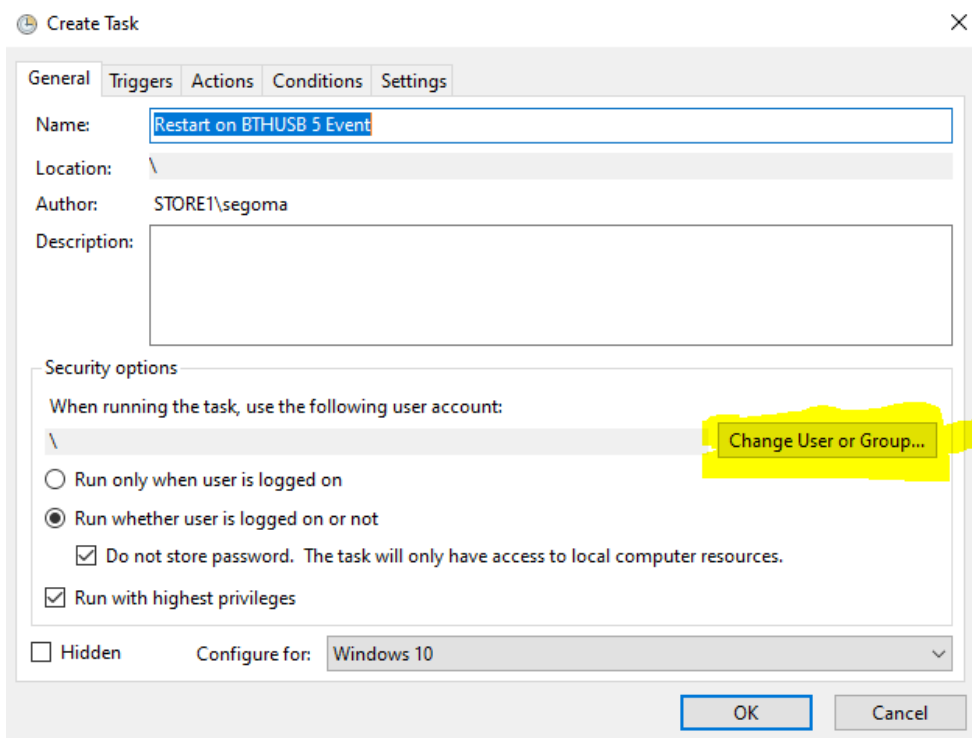 Create Task
General Triggers Actions Conditions Settings
Name: Restart on BTHUSB 5 Event
Location: \
Author: STORE1\segoma
Description:
Security options
When running the task, use the following user account:
\ Change User or Group...
Run only when user is logged on
Run whether user is logged on or not
Do not store password. The task will only have access to local computer resources.
Run with highest privileges
Hidden Configure for: Windows 10
OK Cancel